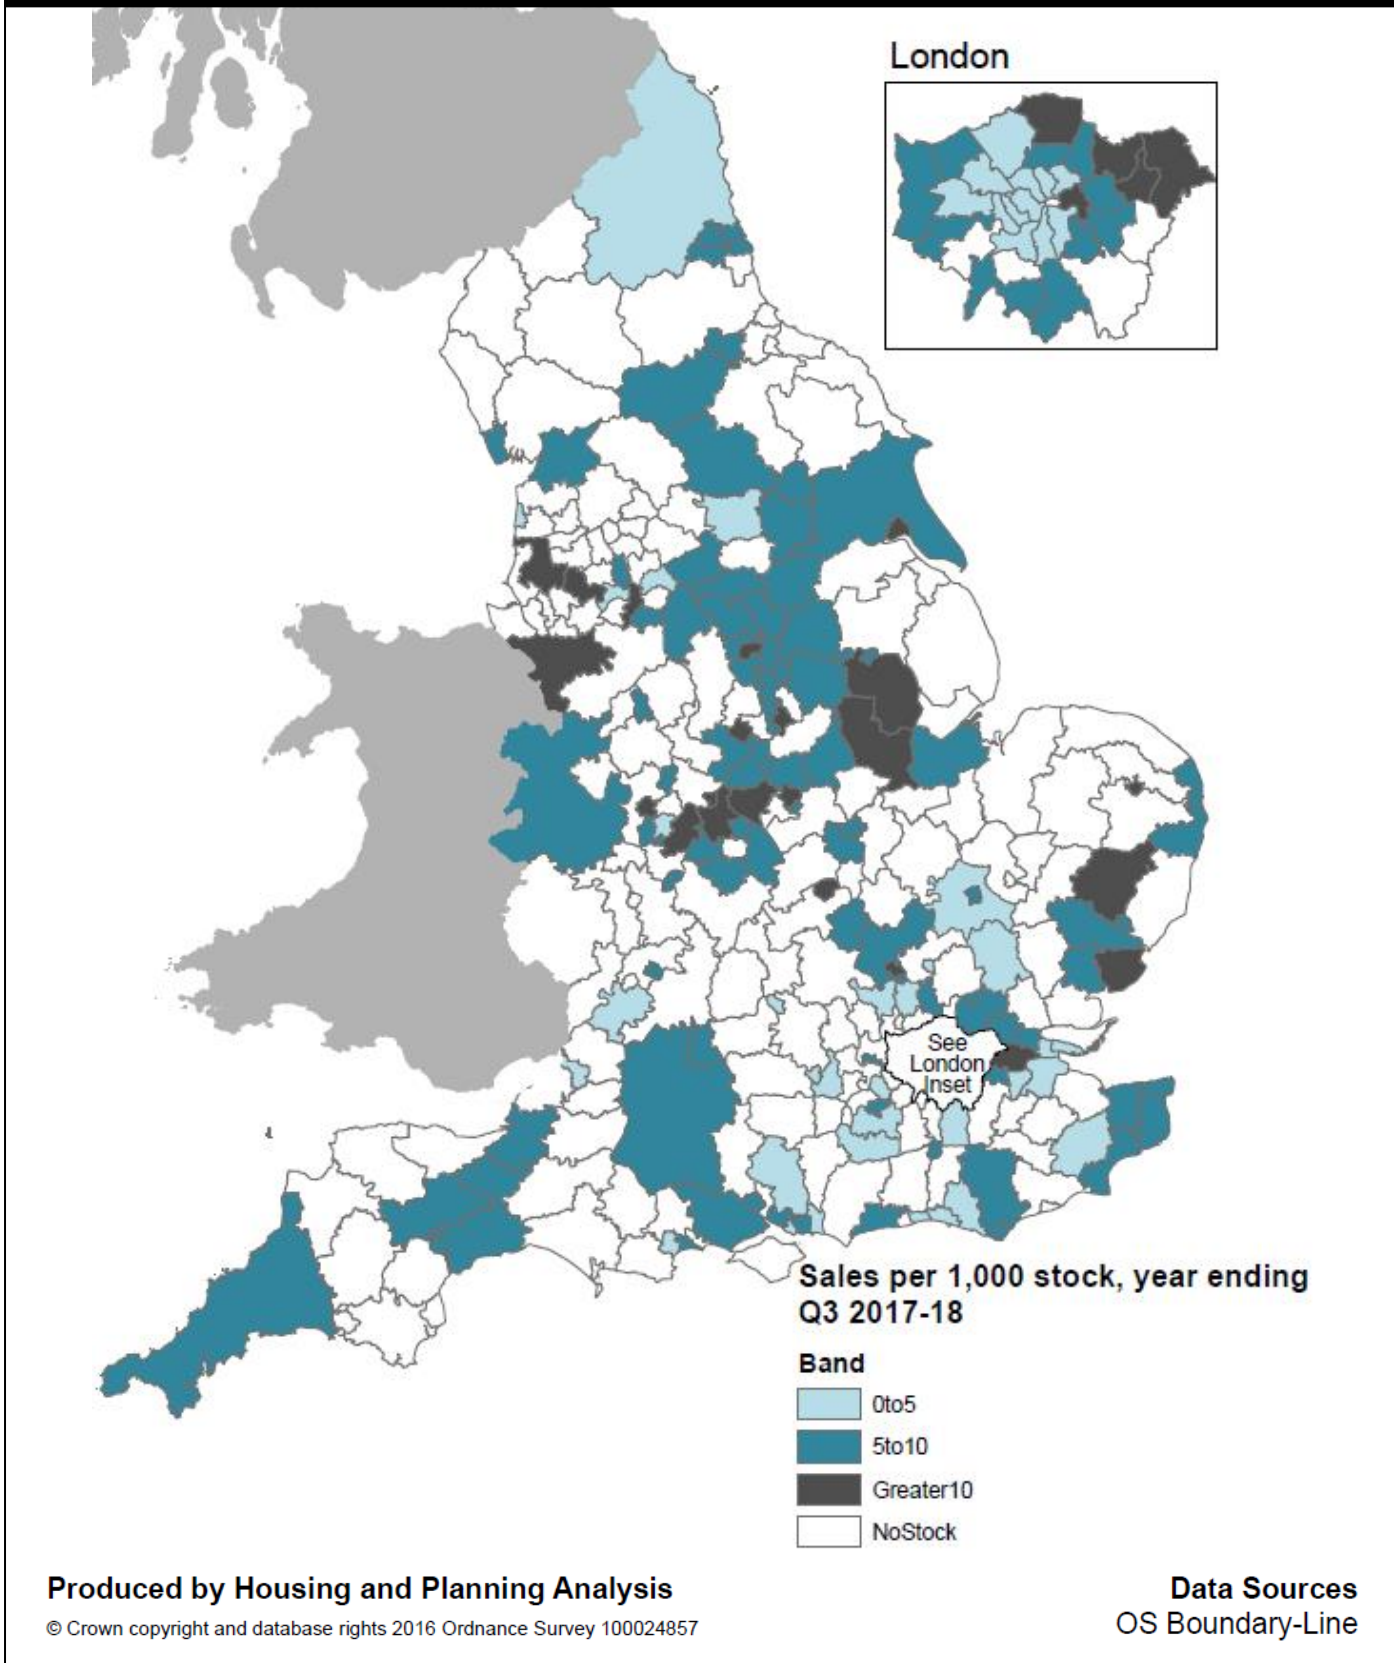 London
See
London
Inset
Sales per 1,000 stock, year ending
Q3 2017-18
Band
0to5
5to10
Greater10
NoStock
Produced by Housing and Planning Analysis
© Crown copyright and database rights 2016 Ordnance Survey 100024857
Data Sources
OS Boundary-Line